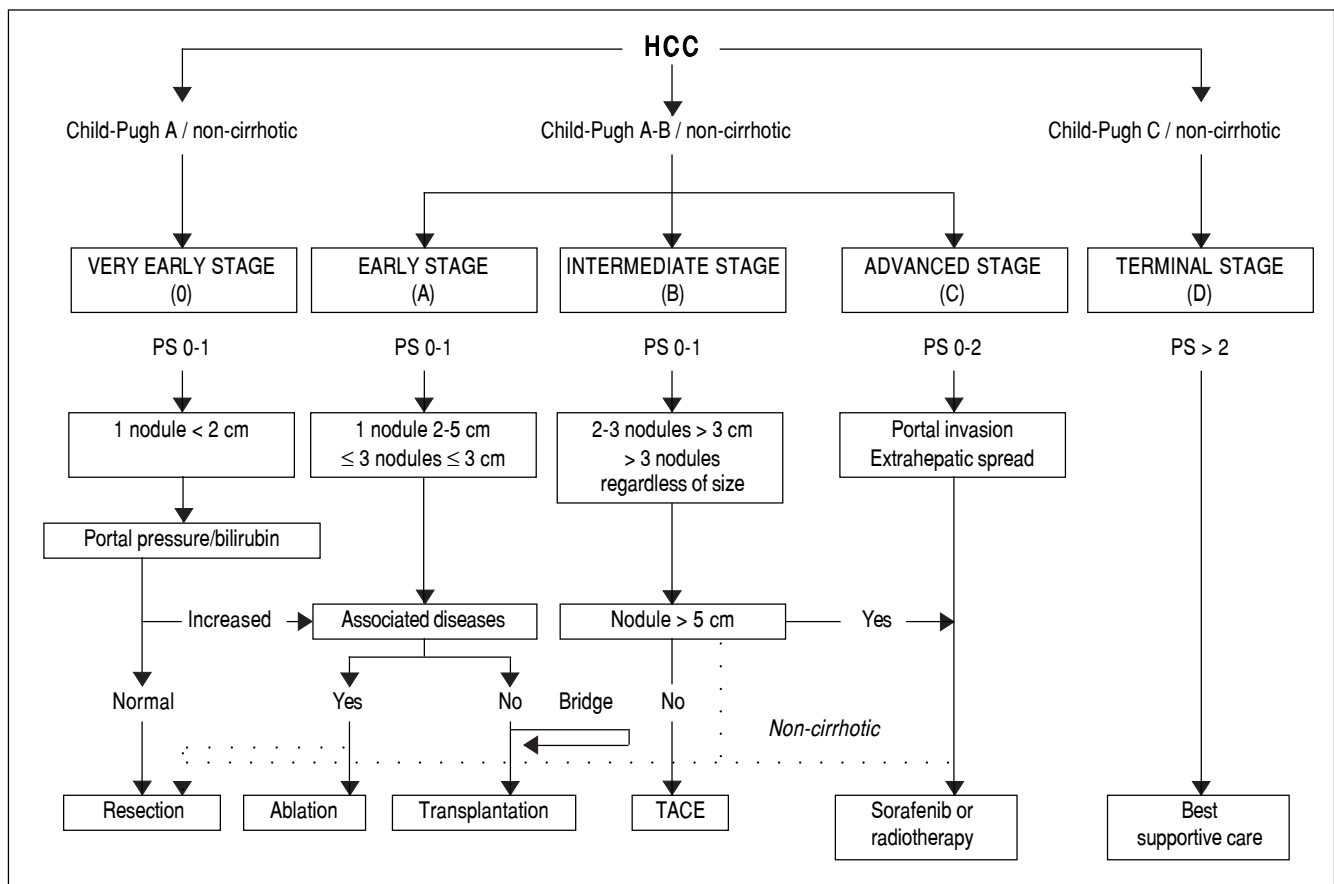 HCC
Child-Pugh A / non-cirrhotic
Child-Pugh A-B / non-cirrhotic
Child-Pugh C / non-cirrhotic
VERY EARLY STAGE
(0)
EARLY STAGE
(A)
INTERMEDIATE STAGE
(B)
ADVANCED STAGE
(C)
TERMINAL STAGE
(D)
PS 0-1
PS 0-1
PS 0-1
PS 0-2
PS > 2
1 nodule < 2 cm
1 nodule 2-5 cm
≤ 3 nodules ≤ 3 cm
2-3 nodules > 3 cm
> 3 nodules
regardless of size
Portal invasion
Extrahepatic spread
Portal pressure/bilirubin
Increased
Associated diseases
Nodule > 5 cm
Yes
Normal
Yes
No
Bridge
No
Non-cirrhotic
Resection
Ablation
Transplantation
TACE
Sorafenib or
radiotherapy
Best
supportive care